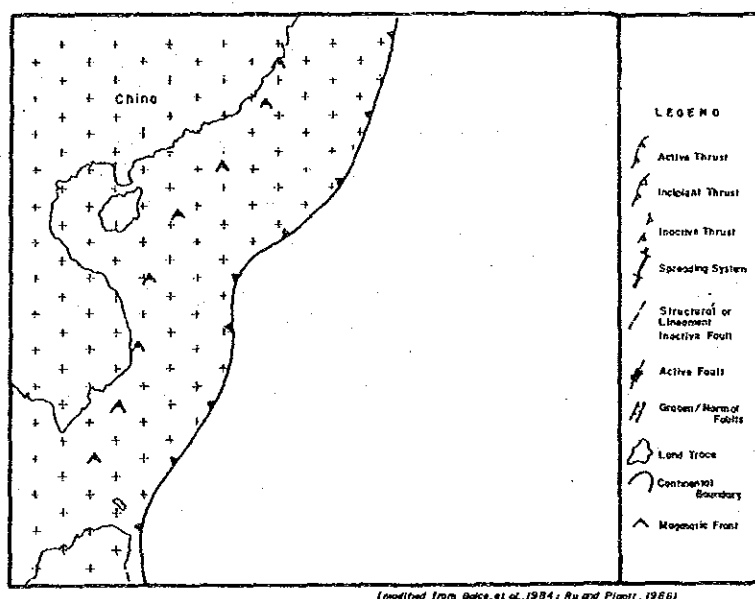 China
LEGEND
Active Thrust
Incipient Thrust
Inactive Thrust
Spreading System
Structural or
Lineament
Inactive Fault
Active Fault
Graben/Normal
Faults
Land Trace
Continental
Boundary
Magmatic Front
(modified from et al. 1984; Ru and Pigott, 1986)